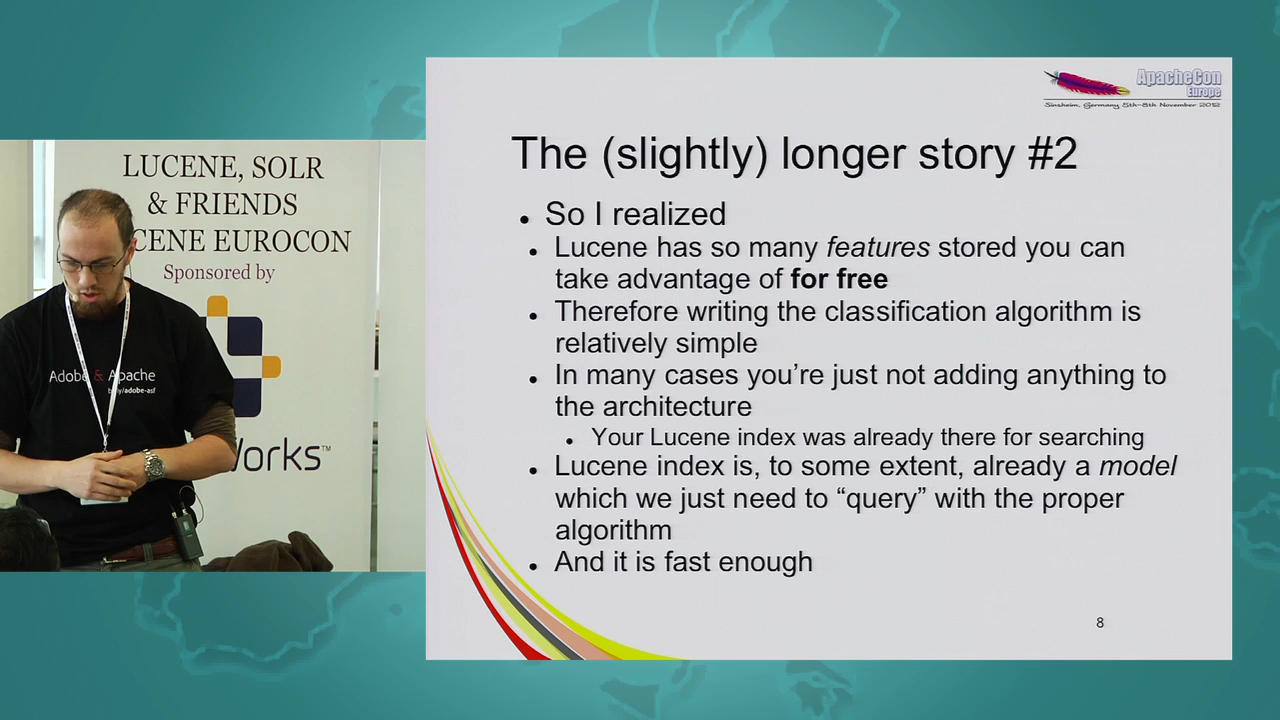 LUCENE, SOLR
& FRIENDS
CENE EUROCON
Sponsored by
Works™
Adobe & Apache
/adobe-asf
ApacheCon
Europe
Sinsheim, Germany 5th-8th November 2012
The (slightly) longer story #2
• So I realized
• Lucene has so many features stored you can
take advantage of for free
• Therefore writing the classification algorithm is
relatively simple
• In many cases you’re just not adding anything to
the architecture
• Your Lucene index was already there for searching
• Lucene index is, to some extent, already a model
which we just need to “query” with the proper
algorithm
• And it is fast enough
8